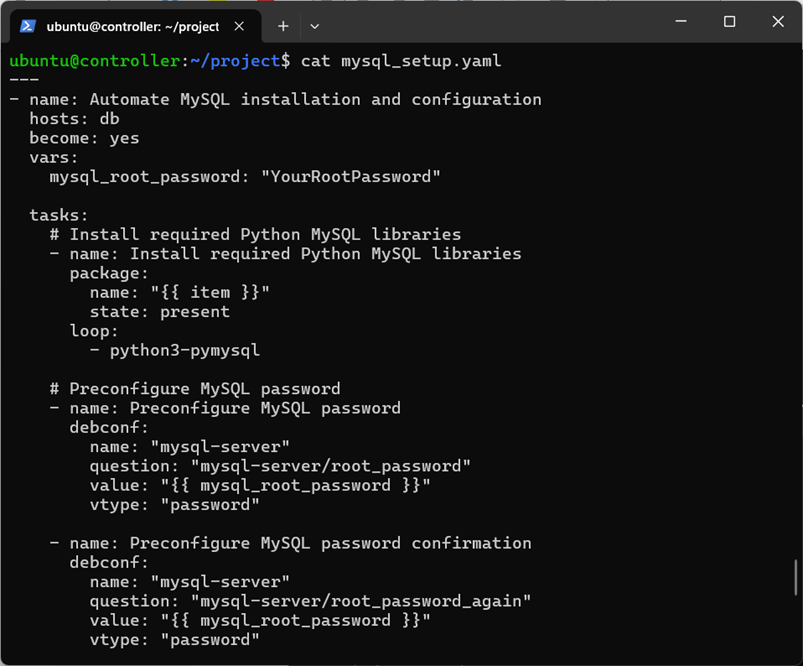 ubuntu@controller: ~/project
ubuntu@controller:~/project$ cat mysql_setup.yaml
---
- name: Automate MySQL installation and configuration
  hosts: db
  become: yes
  vars:
    mysql_root_password: "YourRootPassword"

  tasks:
    # Install required Python MySQL libraries
    - name: Install required Python MySQL libraries
      package:
        name: "{{ item }}"
        state: present
      loop:
        - python3-pymysql

    # Preconfigure MySQL password
    - name: Preconfigure MySQL password
      debconf:
        name: "mysql-server"
        question: "mysql-server/root_password"
        value: "{{ mysql_root_password }}"
        vtype: "password"

    - name: Preconfigure MySQL password confirmation
      debconf:
        name: "mysql-server"
        question: "mysql-server/root_password_again"
        value: "{{ mysql_root_password }}"
        vtype: "password"